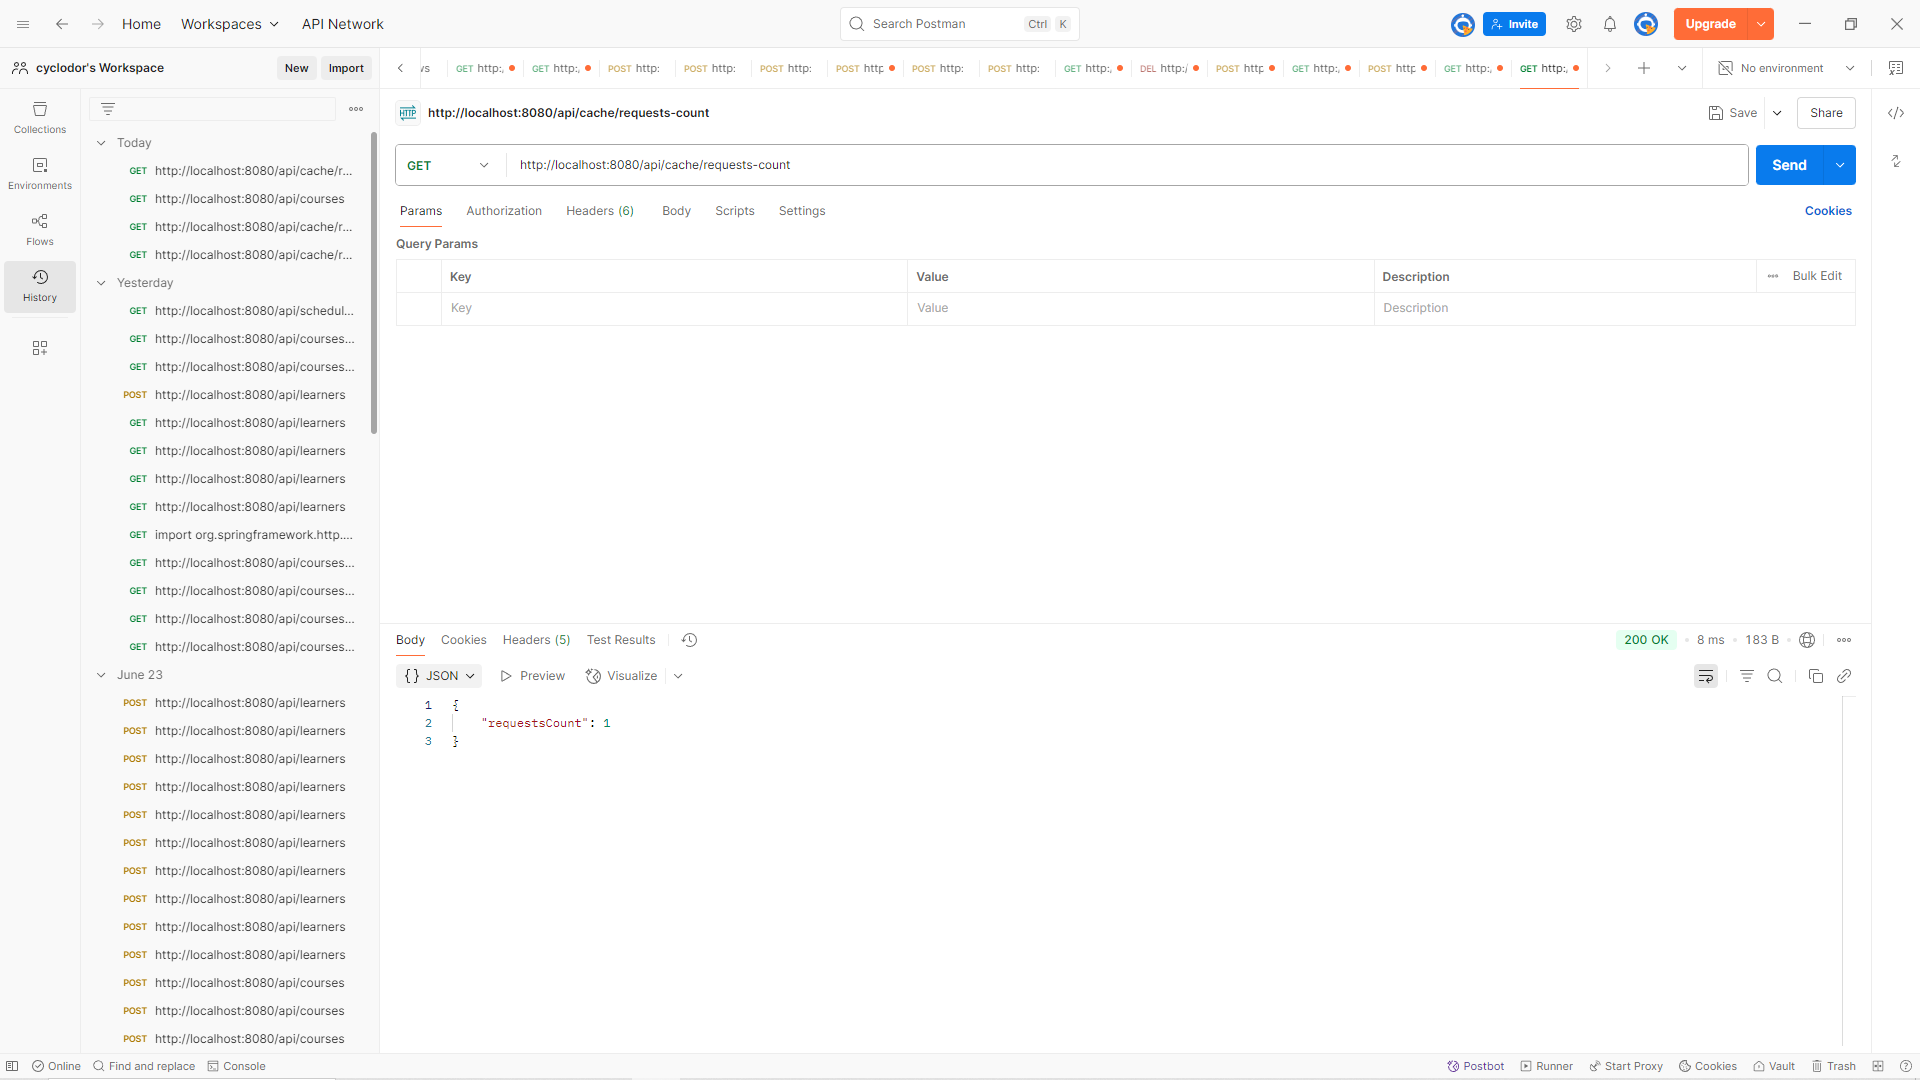 Home
Workspaces
API Network
Search Postman
Ctrl
K
Invite
Upgrade
cyclodor's Workspace
New
Import
ws
GET http:,
GET http:,
POST http:
POST http:
POST http:
POST http
POST http:
POST http:
GET http:,
DEL http:/
POST http
GET http:,
POST http
GET http:,
GET http:,
No environment
Collections
Environments
Flows
History
Today
GET http://localhost:8080/api/cache/r...
GET http://localhost:8080/api/courses
GET http://localhost:8080/api/cache/r...
GET http://localhost:8080/api/cache/r...
Yesterday
GET http://localhost:8080/api/schedul...
GET http://localhost:8080/api/courses...
GET http://localhost:8080/api/courses...
POST http://localhost:8080/api/learners
GET http://localhost:8080/api/learners
GET http://localhost:8080/api/learners
GET http://localhost:8080/api/learners
GET http://localhost:8080/api/learners
GET import org.springframework.http....
GET http://localhost:8080/api/courses...
GET http://localhost:8080/api/courses...
GET http://localhost:8080/api/courses...
GET http://localhost:8080/api/courses...
June 23
POST http://localhost:8080/api/learners
POST http://localhost:8080/api/learners
POST http://localhost:8080/api/learners
POST http://localhost:8080/api/learners
POST http://localhost:8080/api/learners
POST http://localhost:8080/api/learners
POST http://localhost:8080/api/learners
POST http://localhost:8080/api/learners
POST http://localhost:8080/api/learners
POST http://localhost:8080/api/learners
POST http://localhost:8080/api/courses
POST http://localhost:8080/api/courses
POST http://localhost:8080/api/courses
HTTP
http://localhost:8080/api/cache/requests-count
Save
Share
GET
http://localhost:8080/api/cache/requests-count
Send
Params
Authorization
Headers (6)
Body
Scripts
Settings
Cookies
Query Params
Key
Value
Description
Bulk Edit
Key
Value
Description
Body
Cookies
Headers (5)
Test Results
200 OK
8 ms
183 B
{} JSON
Preview
Visualize
1 {
2 "requestsCount": 1
3 }
Online
Find and replace
Console
Postbot
Runner
Start Proxy
Cookies
Vault
Trash